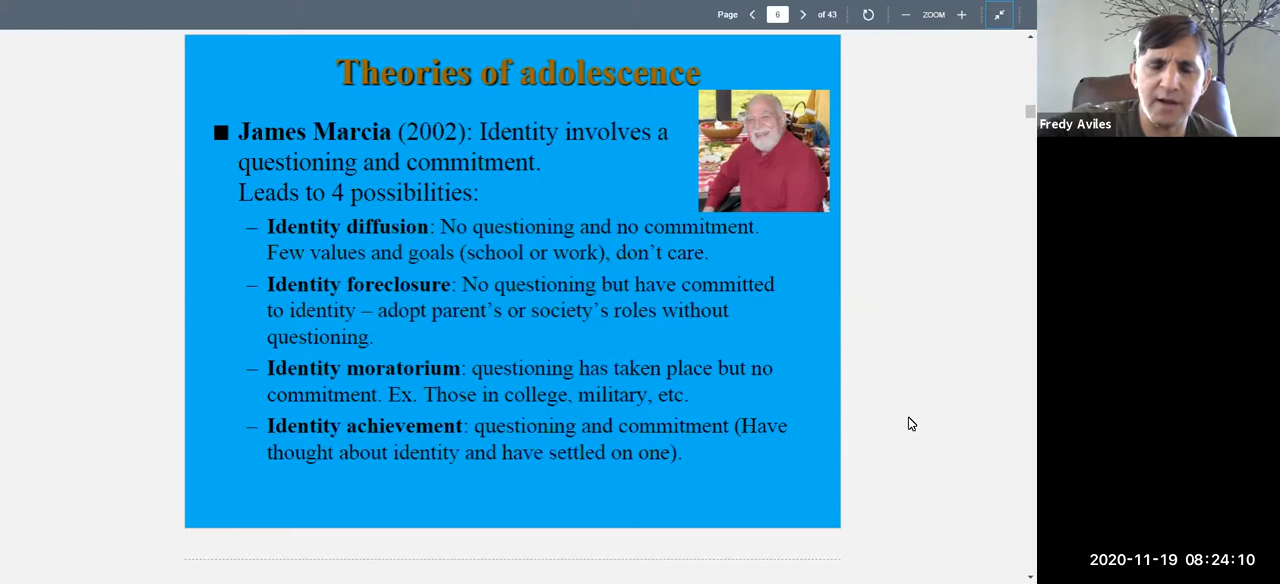 Page 6 of 43 ZOOM
Theories of adolescence
James Marcia (2002): Identity involves a
questioning and commitment.
Leads to 4 possibilities:
– Identity diffusion: No questioning and no commitment.
Few values and goals (school or work), don’t care.
– Identity foreclosure: No questioning but have committed
to identity – adopt parent’s or society’s roles without
questioning.
– Identity moratorium: questioning has taken place but no
commitment. Ex. Those in college, military, etc.
– Identity achievement: questioning and commitment (Have
thought about identity and have settled on one).
Fredy Aviles
2020-11-19 08:24:10